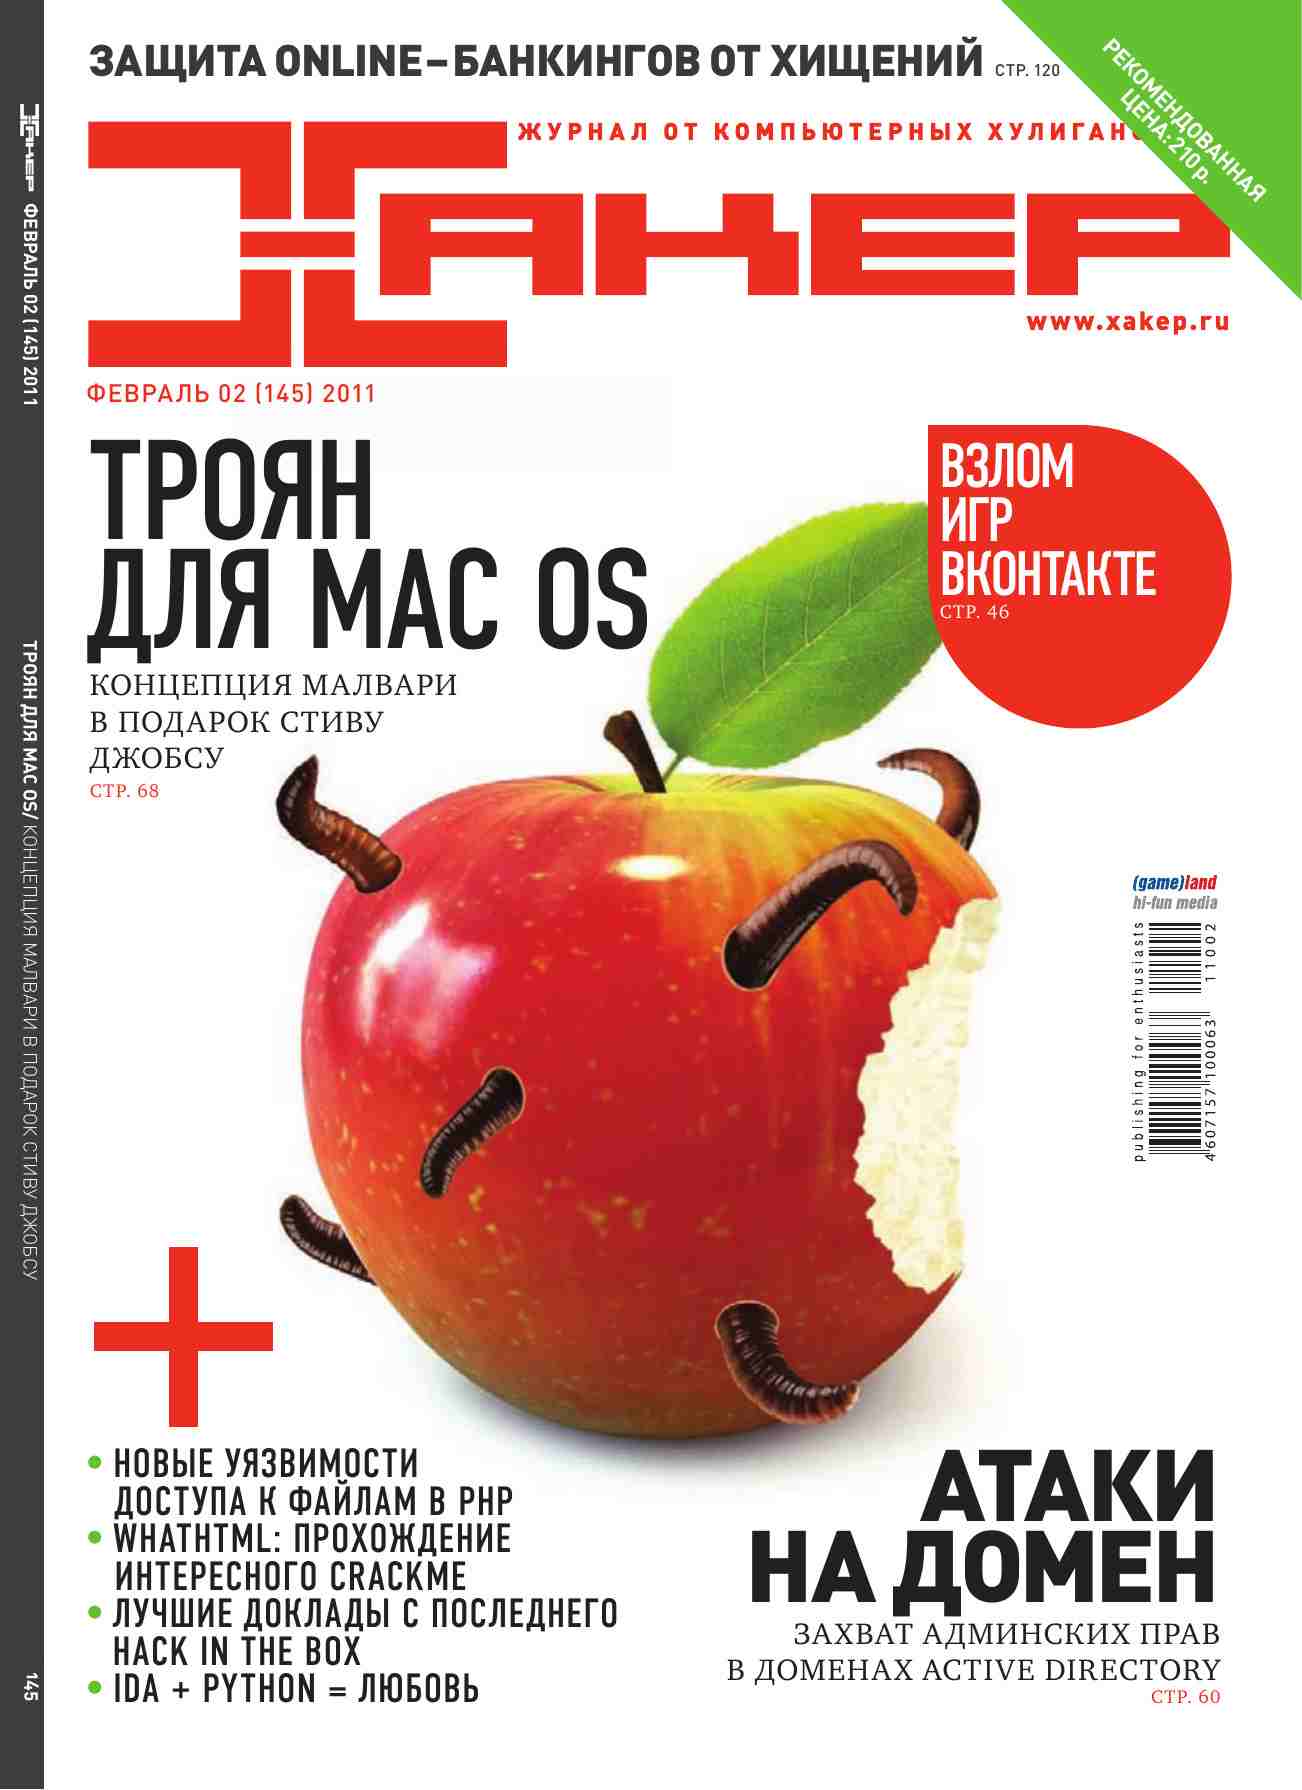 ЗАЩИТА ONLINE–БАНКИНГОВ ОТ ХИЩЕНИЙ СТР. 120
РЕКОМЕНДОВАННАЯ
ЦЕНА: 210 р.
ЖУРНАЛ ОТ КОМПЬЮТЕРНЫХ ХУЛИГАНО
ХАКЕР
www.xakep.ru
ФЕВРАЛЬ 02 (145) 2011
ТРОЯН
ДЛЯ MAC OS
КОНЦЕПЦИЯ МАЛВАРИ
В ПОДАРОК СТИВУ
ДЖОБСУ
СТР. 68
ВЗЛОМ
ИГР
ВКОНТАКТЕ
СТР. 46
(game)land
hi-fun media
publishing for enthusiasts
4 607157 100063
11002
• НОВЫЕ УЯЗВИМОСТИ
ДОСТУПА К ФАЙЛАМ В PHP
• WHATHTML: ПРОХОЖДЕНИЕ
ИНТЕРЕСНОГО CRACKME
• ЛУЧШИЕ ДОКЛАДЫ С ПОСЛЕДНЕГО
HACK IN THE BOX
• IDA + PYTHON = ЛЮБОВЬ
АТАКИ
НА ДОМЕН
ЗАХВАТ АДМИНСКИХ ПРАВ
В ДОМЕНАХ ACTIVE DIRECTORY
СТР. 60
ХАКЕР ФЕВРАЛЬ 02 (145) 2011
ТРОЯН ДЛЯ MAC OS/ КОНЦЕПЦИЯ МАЛВАРИ В ПОДАРОК СТИВУ ДЖОБСУ
145